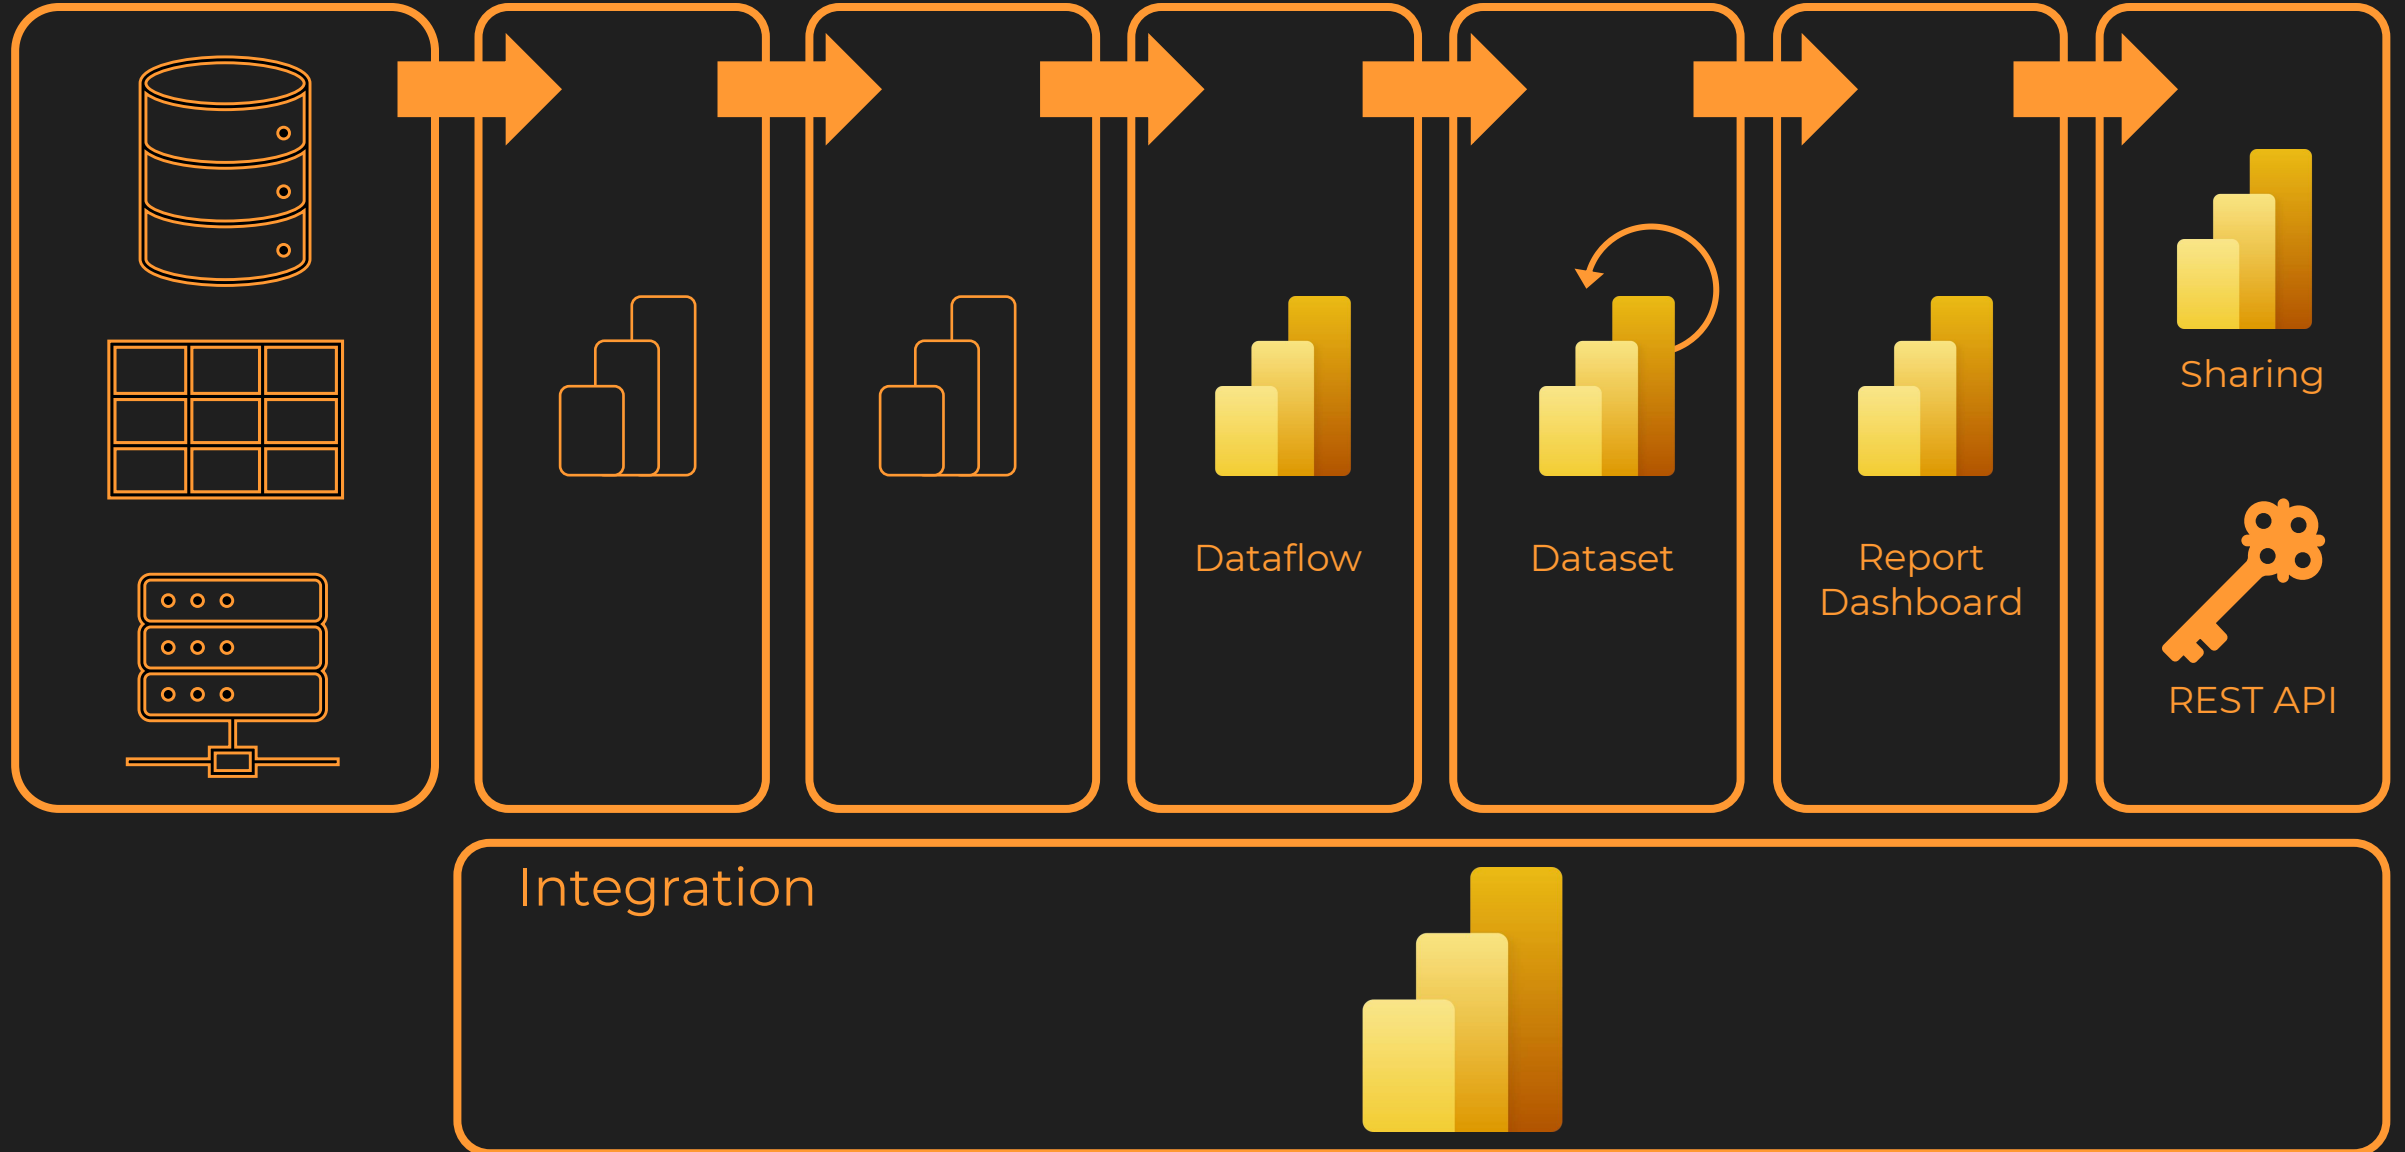 Sharing
Dataflow
Dataset
Report
Dashboard
REST API
Integration